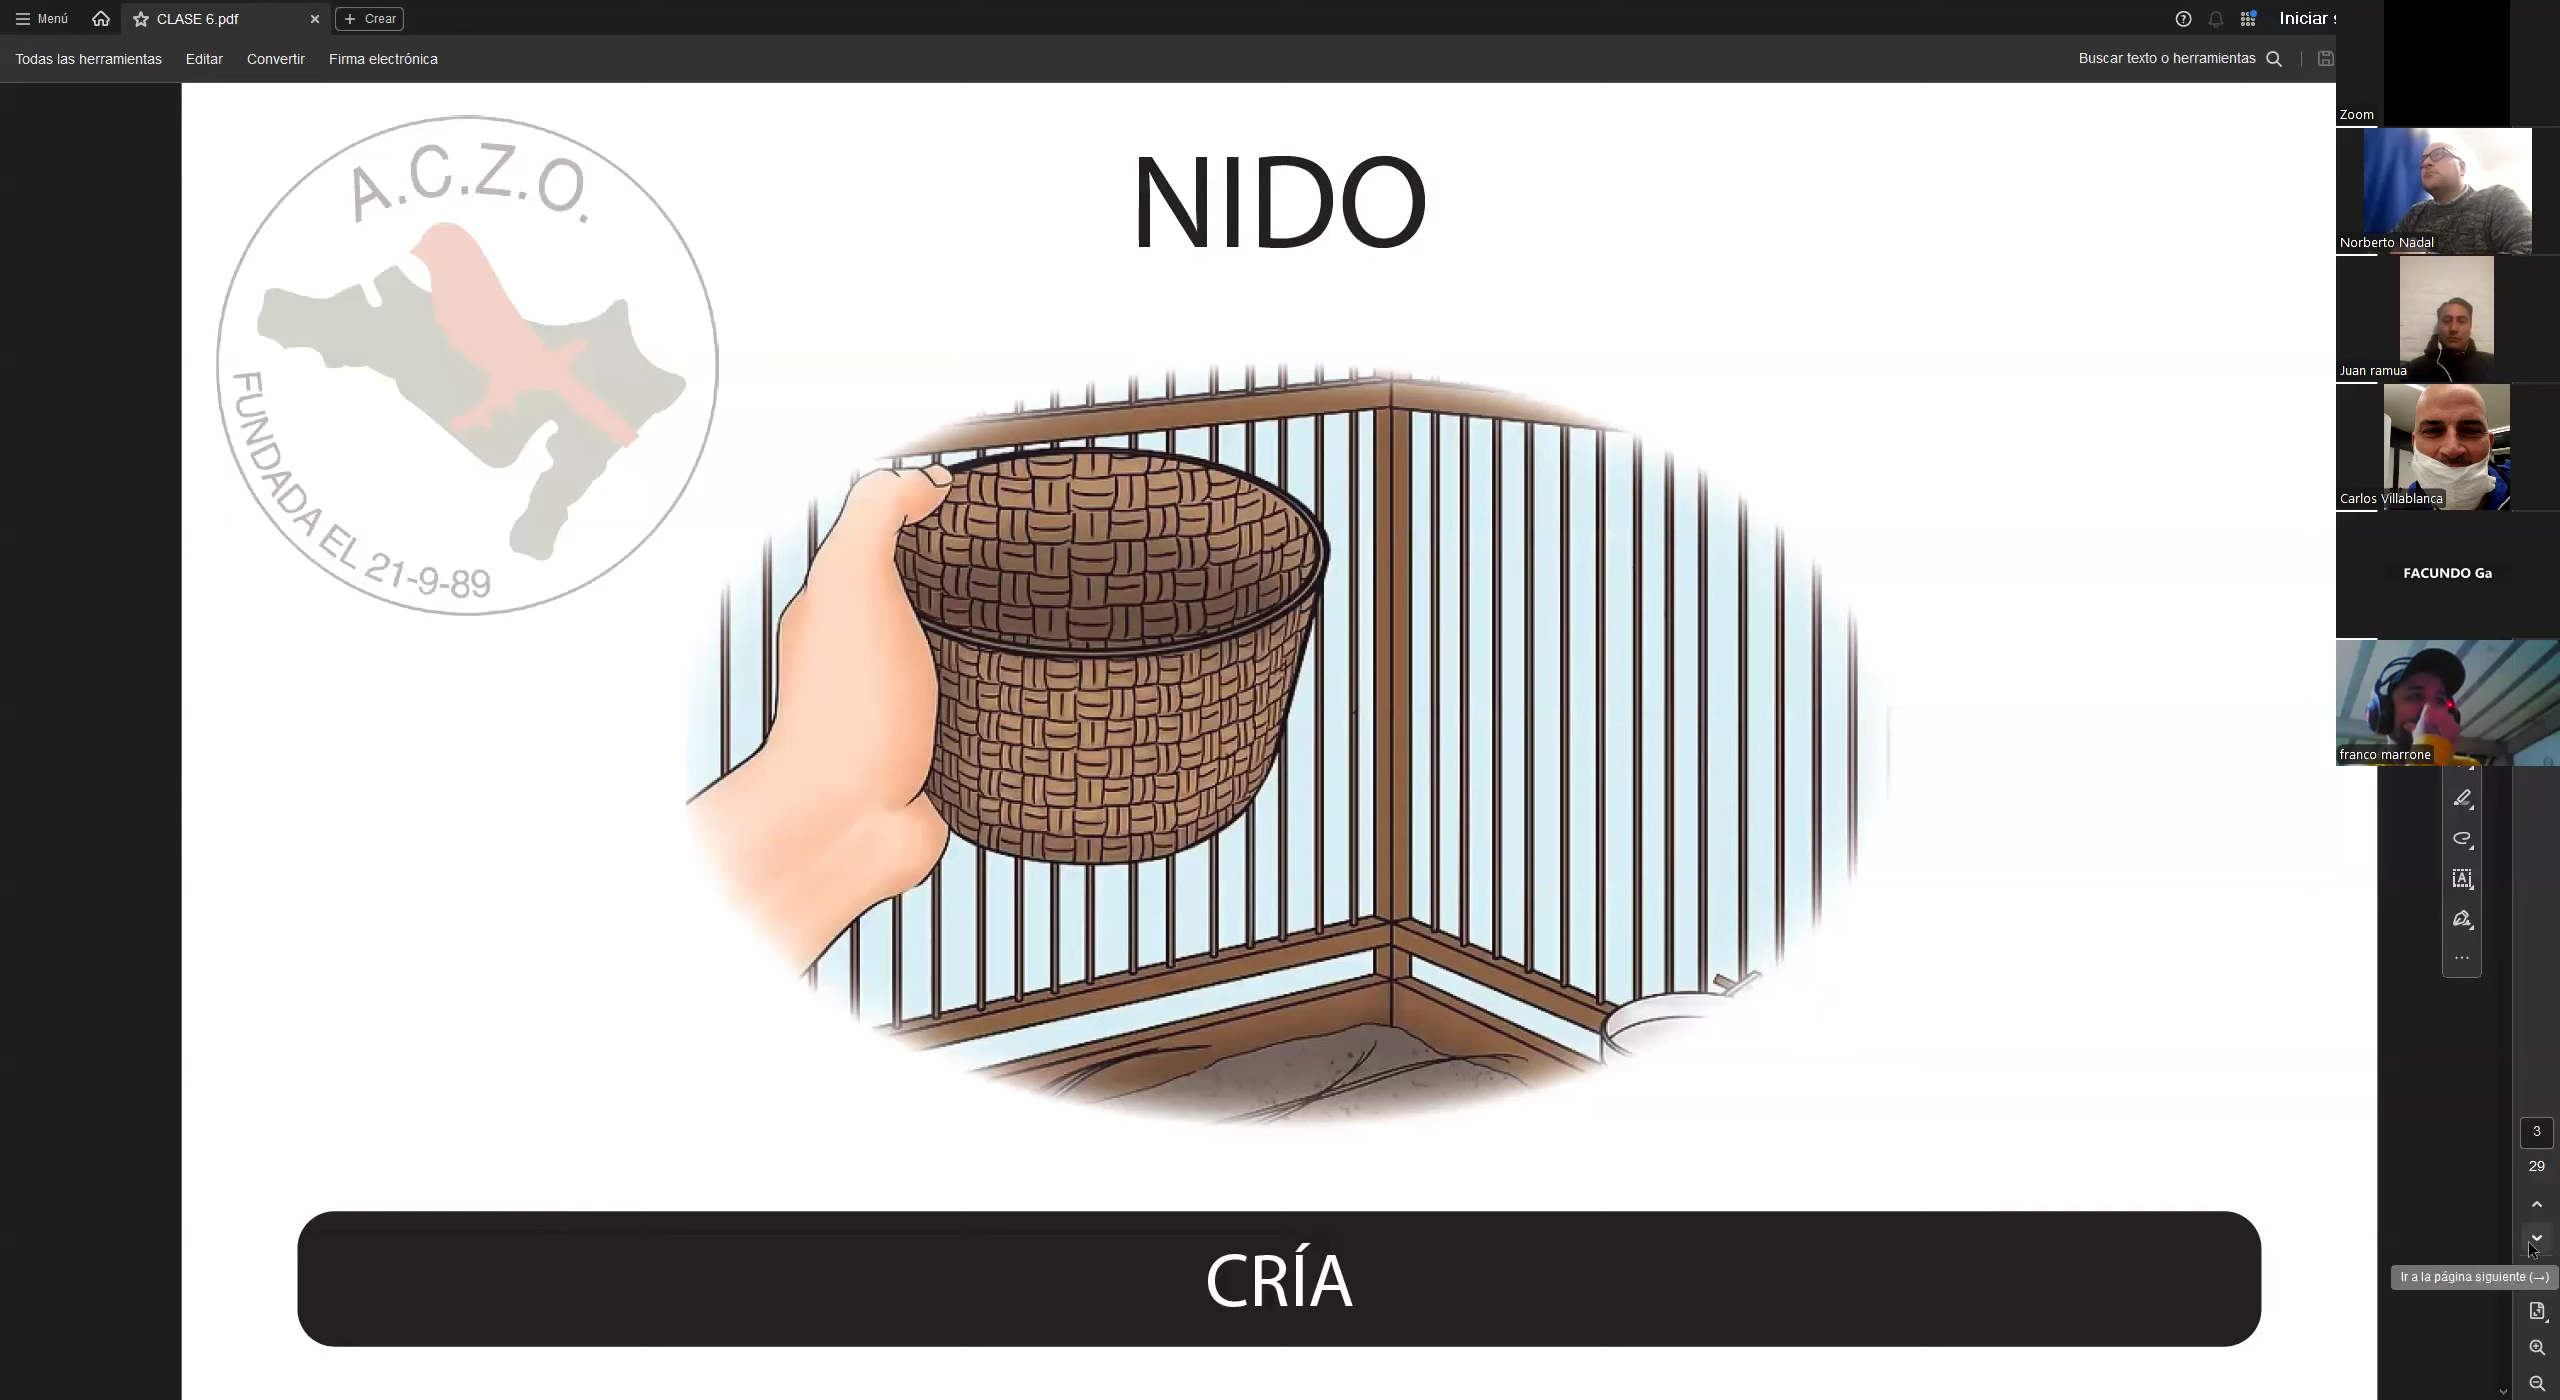 Menú
CLASE 6.pdf
Crear
Iniciar s
Todas las herramientas
Editar
Convertir
Firma electrónica
Buscar texto o herramientas
A.C.Z.O.
FUNDADA EL 21-9-89
NIDO
CRÍA
Zoom
Norberto Nadal
Juan ramua
Carlos Villablanca
FACUNDO Ga
franco marrone
3
29
Ir a la página siguiente (→)